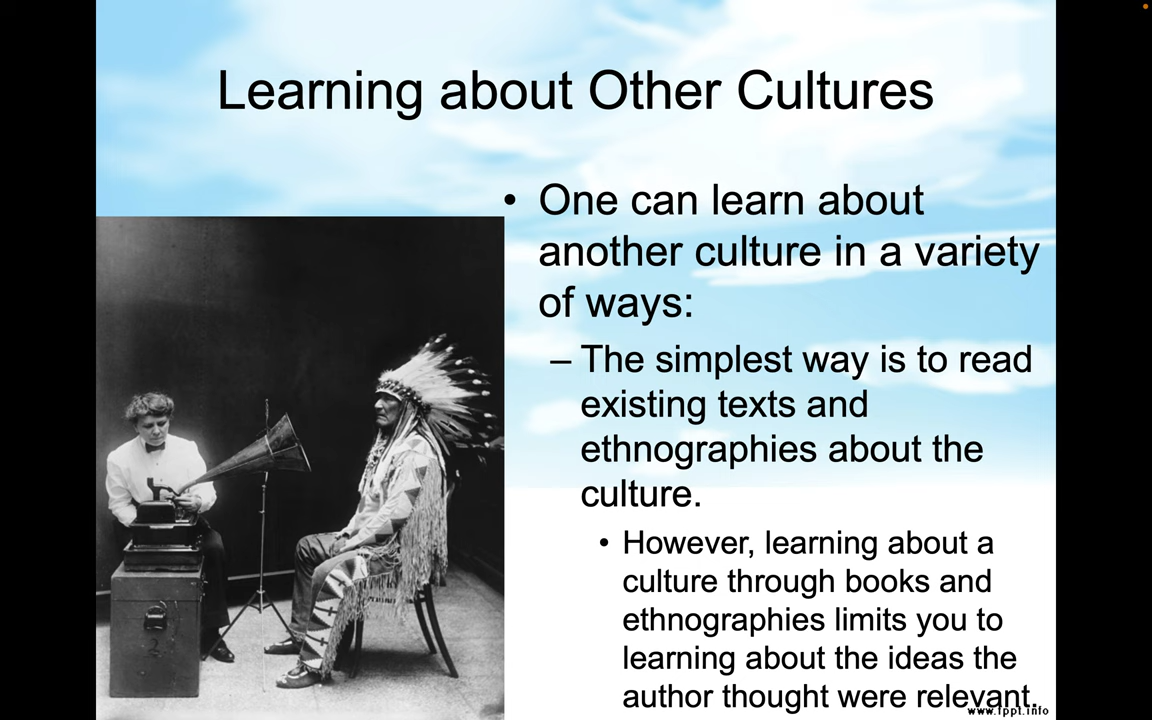 Learning about Other Cultures
• One can learn about
another culture in a variety
of ways:
– The simplest way is to read
existing texts and
ethnographies about the
culture.
• However, learning about a
culture through books and
ethnographies limits you to
learning about the ideas the
author thought were relevant.
www.fppt.info
2